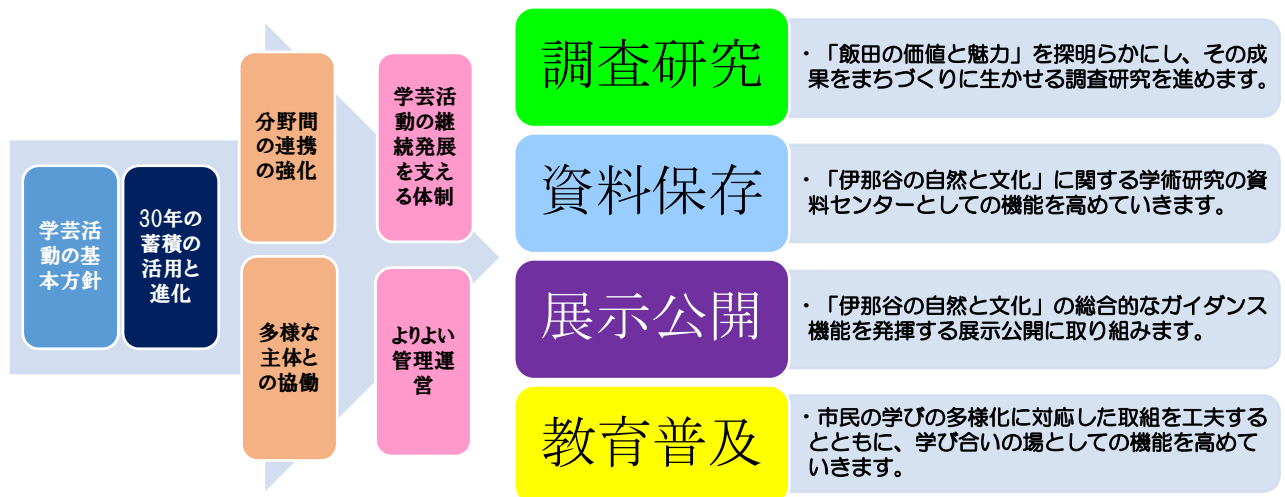 学芸活
動の基
本方針
30年の
蓄積の
活用と
進化
分野間
の連携
の強化
多様な
主体と
の協働
学芸活
動の継
続発展
を支え
る体制
よりよい
管理運
営
調査研究
・「飯田の価値と魅力」を探明らかにし、その成
果をまちづくりに生かせる調査研究を進めます。
資料保存
・「伊那谷の自然と文化」に関する学術研究の資
料センターとしての機能を高めていきます。
展示公開
・「伊那谷の自然と文化」の総合的なガイダンス
機能を発揮する展示公開に取り組みます。
教育普及
・市民の学びの多様化に対応した取組を工夫する
とともに、学び合いの場としての機能を高めて
いきます。